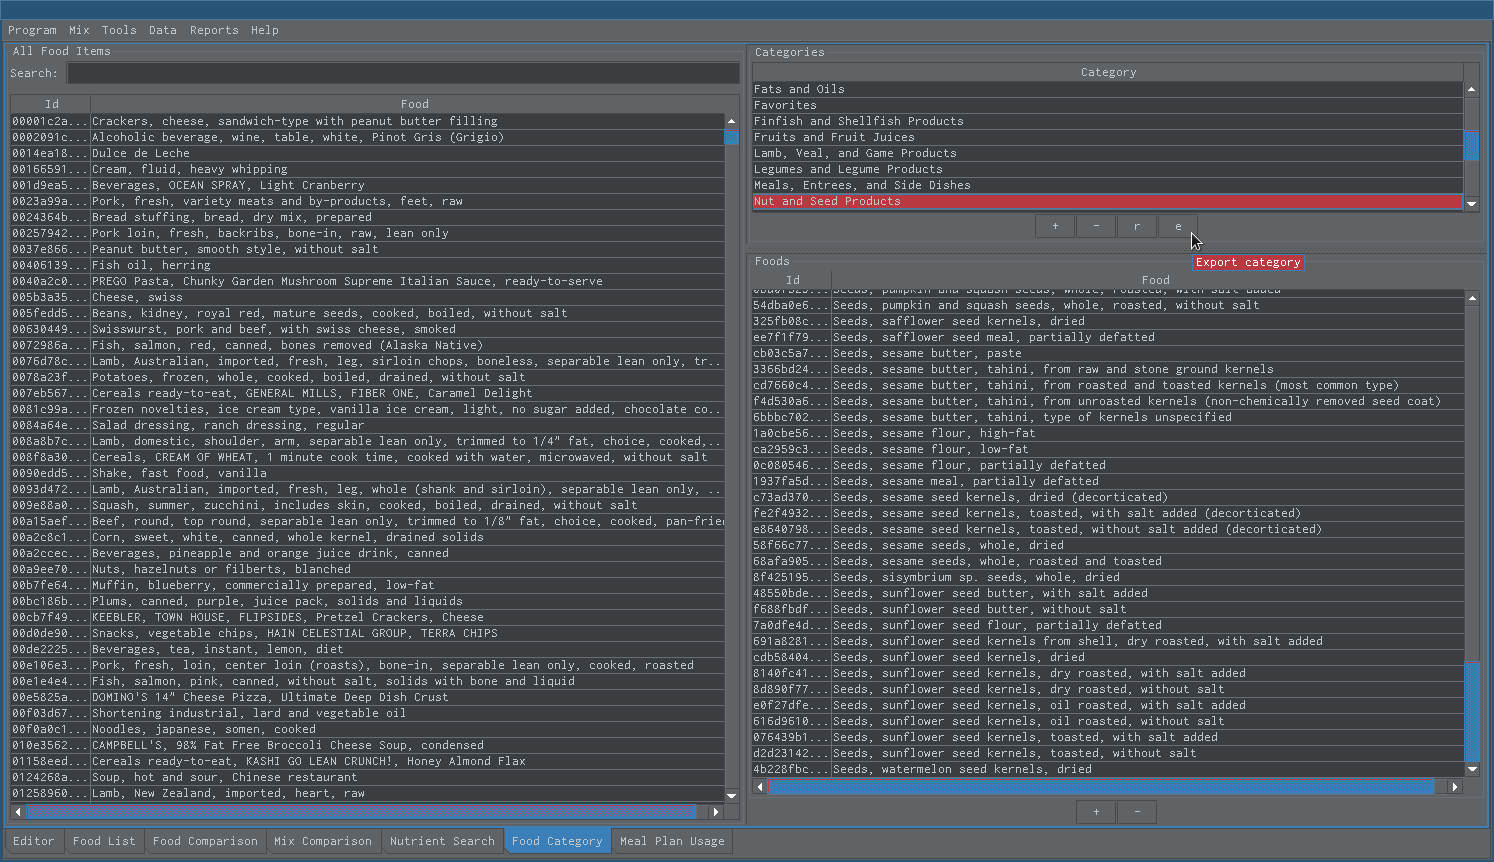 Program Mix Tools Data Reports Help
All Food Items
Search:
Id Food
00001c2a... Crackers, cheese, sandwich-type with peanut butter filling
0002091c... Alcoholic beverage, wine, table, white, Pinot Gris (Grigio)
0014ea18... Dulce de Leche
00166591... Cream, fluid, heavy whipping
001d9ea5... Beverages, OCEAN SPRAY, Light Cranberry
0023a99a... Pork, fresh, variety meats and by-products, feet, raw
0024364b... Bread stuffing, bread, dry mix, prepared
00257942... Pork loin, fresh, backribs, bone-in, raw, lean only
0037e866... Peanut butter, smooth style, without salt
00406139... Fish oil, herring
0040a2c0... PREGO Pasta, Chunky Garden Mushroom Supreme Italian Sauce, ready-to-serve
005b3a35... Cheese, swiss
005fedd5... Beans, kidney, royal red, mature seeds, cooked, boiled, without salt
00630449... Swisswurst, pork and beef, with swiss cheese, smoked
0072986a... Fish, salmon, red, canned, bones removed (Alaska Native)
0076d78c... Lamb, Australian, imported, fresh, leg, sirloin chops, boneless, separable lean only, tr...
0078a23f... Potatoes, frozen, whole, cooked, boiled, drained, without salt
007eb567... Cereals ready-to-eat, GENERAL MILLS, FIBER ONE, Caramel Delight
0081c99a... Frozen novelties, ice cream type, vanilla ice cream, light, no sugar added, chocolate co...
0084a64e... Salad dressing, ranch dressing, regular
008a8b7c... Lamb, domestic, shoulder, arm, separable lean only, trimmed to 1/4" fat, choice, cooked,..
008f8a30... Cereals, CREAM OF WHEAT, 1 minute cook time, cooked with water, microwaved, without salt
0090edd5... Shake, fast food, vanilla
0093d472... Lamb, Australian, imported, fresh, leg, whole (shank and sirloin), separable lean only, ..
009e88a0... Squash, summer, zucchini, includes skin, cooked, boiled, drained, without salt
00a15aef... Beef, round, top round, separable lean only, trimmed to 1/8" fat, choice, cooked, pan-frie
00a2c8c1... Corn, sweet, white, canned, whole kernel, drained solids
00a2ccec... Beverages, pineapple and orange juice drink, canned
00a9ee70... Nuts, hazelnuts or filberts, blanched
00b7fe64... Muffin, blueberry, commercially prepared, low-fat
00bc186b... Plums, canned, purple, juice pack, solids and liquids
00cb7f49... KEEBLER, TOWN HOUSE, FLIPSIDES, Pretzel Crackers, Cheese
00d0de90... Snacks, vegetable chips, HAIN CELESTIAL GROUP, TERRA CHIPS
00de2225... Beverages, tea, instant, lemon, diet
00e106e3... Pork, fresh, loin, center loin (roasts), bone-in, separable lean only, cooked, roasted
00e1e4e4... Fish, salmon, pink, canned, without salt, solids with bone and liquid
00e5825a... DOMINO'S 14" Cheese Pizza, Ultimate Deep Dish Crust
00f03d67... Shortening industrial, lard and vegetable oil
00f0a0c1... Noodles, japanese, somen, cooked
010e3562... CAMPBELL'S, 98% Fat Free Broccoli Cheese Soup, condensed
01158eed... Cereals ready-to-eat, KASHI GO LEAN CRUNCH!, Honey Almond Flax
0124268a... Soup, hot and sour, Chinese restaurant
01258960... Lamb, New Zealand, imported, heart, raw
Categories
Category
Fats and Oils
Favorites
Finfish and Shellfish Products
Fruits and Fruit Juices
Lamb, Veal, and Game Products
Legumes and Legume Products
Meals, Entrees, and Side Dishes
Nut and Seed Products
+ - r e
Export category
Foods
Id Food
Seeds, pumpkin and squash seeds, whole, roasted, with salt added
54dba0e6... Seeds, pumpkin and squash seeds, whole, roasted, without salt
325fb08c... Seeds, safflower seed kernels, dried
ee7f1f79... Seeds, safflower seed meal, partially defatted
cb03c5a7... Seeds, sesame butter, paste
3366bd24... Seeds, sesame butter, tahini, from raw and stone ground kernels
cd7660c4... Seeds, sesame butter, tahini, from roasted and toasted kernels (most common type)
f4d530a6... Seeds, sesame butter, tahini, from unroasted kernels (non-chemically removed seed coat)
6bbbc702... Seeds, sesame butter, tahini, type of kernels unspecified
1a0cbe56... Seeds, sesame flour, high-fat
ca2959c3... Seeds, sesame flour, low-fat
0c080546... Seeds, sesame flour, partially defatted
1937fa5d... Seeds, sesame meal, partially defatted
c73ad370... Seeds, sesame seed kernels, dried (decorticated)
fe2f4932... Seeds, sesame seed kernels, toasted, with salt added (decorticated)
e8640798... Seeds, sesame seed kernels, toasted, without salt added (decorticated)
58f66c77... Seeds, sesame seeds, whole, dried
68afa905... Seeds, sesame seeds, whole, roasted and toasted
8f425195... Seeds, sisymbrium sp. seeds, whole, dried
48550bde... Seeds, sunflower seed butter, with salt added
f688fbdf... Seeds, sunflower seed butter, without salt
7a0dfe4d... Seeds, sunflower seed flour, partially defatted
691a8281... Seeds, sunflower seed kernels from shell, dry roasted, with salt added
cdb58404... Seeds, sunflower seed kernels, dried
8140fc41... Seeds, sunflower seed kernels, dry roasted, with salt added
8d890f77... Seeds, sunflower seed kernels, dry roasted, without salt
e0f27dfe... Seeds, sunflower seed kernels, oil roasted, with salt added
616d9610... Seeds, sunflower seed kernels, oil roasted, without salt
076439b1... Seeds, sunflower seed kernels, toasted, with salt added
d2d23142... Seeds, sunflower seed kernels, toasted, without salt
4b228fbc... Seeds, watermelon seed kernels, dried
+ -
Editor Food List Food Comparison Mix Comparison Nutrient Search Food Category Meal Plan Usage